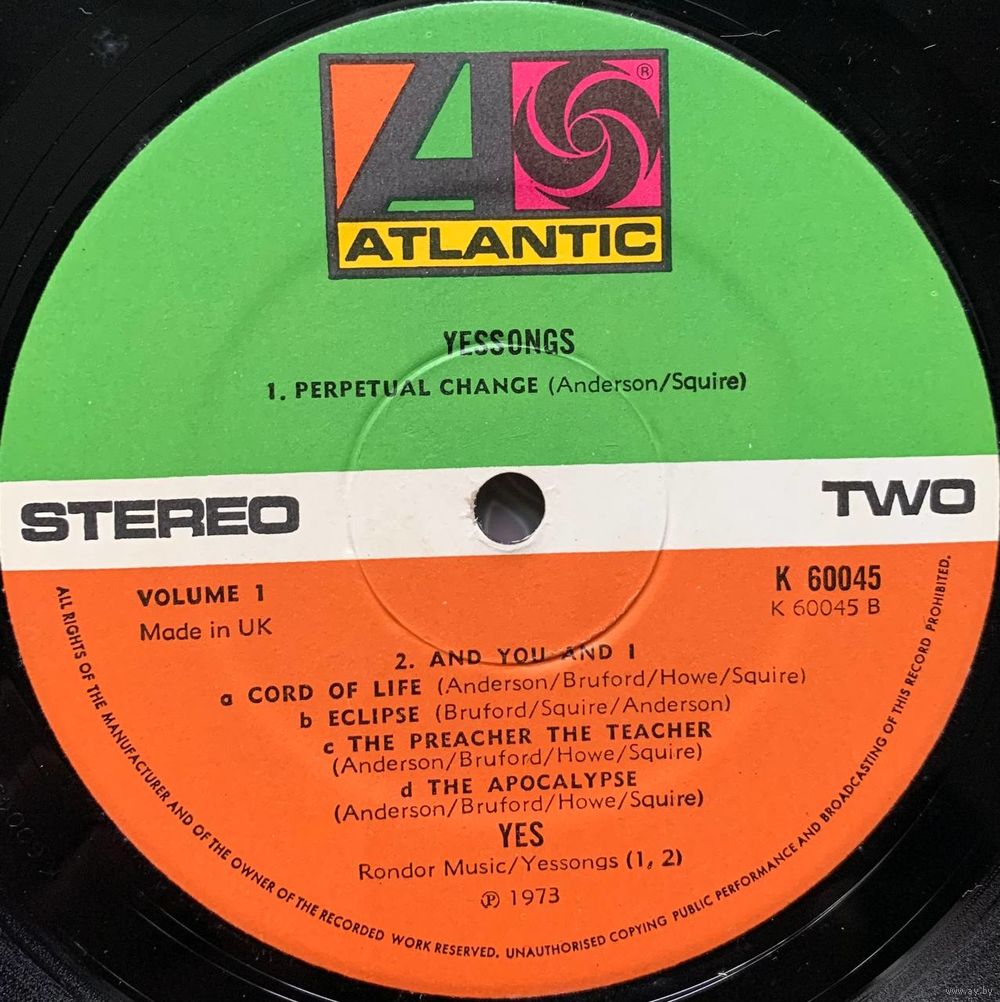 ®
ATLANTIC
YESSONGS
1. PERPETUAL CHANGE (Anderson/Squire)
STEREO
TWO
VOLUME 1
K 60045
Made in UK
K 60045 B
2. AND YOU AND I
a CORD OF LIFE (Anderson/Bruford/Howe/Squire)
b ECLIPSE (Bruford/Squire/Anderson)
c THE PREACHER THE TEACHER
(Anderson/Bruford/Howe/Squire)
d THE APOCALYPSE
(Anderson/Bruford/Howe/Squire)
YES
Rondor Music/Yessongs (1, 2)
℗ 1973
ALL RIGHTS OF THE MANUFACTURER AND OF THE OWNER OF THE RECORDED WORK RESERVED. UNAUTHORISED COPYING PUBLIC PERFORMANCE AND BROADCASTING OF THIS RECORD PROHIBITED.
www.ay.by